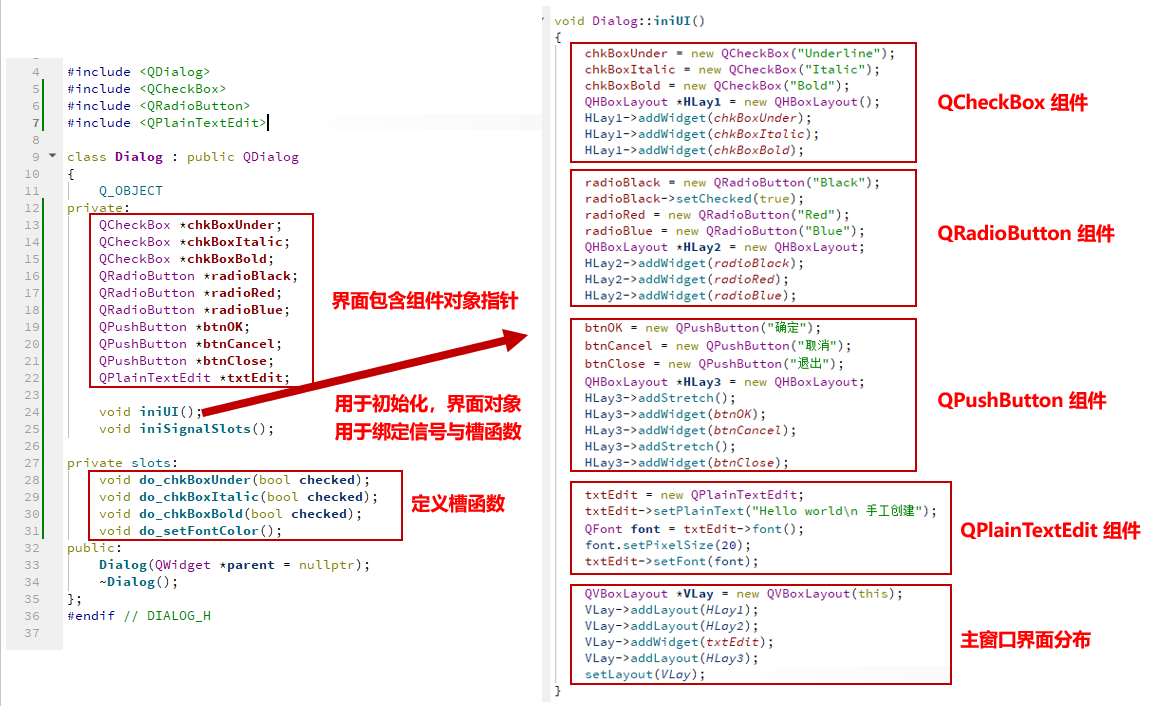 4 #include <QDialog>
5 #include <QCheckBox>
6 #include <QRadioButton>
7 #include <QPlainTextEdit>
8
9 class Dialog : public QDialog
10 {
11 Q_OBJECT
12 private:
13 QCheckBox *chkBoxUnder;
14 QCheckBox *chkBoxItalic;
15 QCheckBox *chkBoxBold;
16 QRadioButton *radioBlack;
17 QRadioButton *radioRed;
18 QRadioButton *radioBlue;
19 QPushButton *btnOK;
20 QPushButton *btnCancel;
21 QPushButton *btnClose;
22 QPlainTextEdit *txtEdit;
23
24 void iniUI();
25 void iniSignalSlots();
26
27 private slots:
28 void do_chkBoxUnder(bool checked);
29 void do_chkBoxItalic(bool checked);
30 void do_chkBoxBold(bool checked);
31 void do_setFontColor();
32 public:
33 Dialog(QWidget *parent = nullptr);
34 ~Dialog();
35 };
36 #endif // DIALOG_H
37
界面包含组件对象指针
用于初始化，界面对象
用于绑定信号与槽函数
定义槽函数
void Dialog::iniUI()
{
chkBoxUnder = new QCheckBox("Underline");
chkBoxItalic = new QCheckBox("Italic");
chkBoxBold = new QCheckBox("Bold");
QHBoxLayout *HLay1 = new QHBoxLayout();
HLay1->addWidget(chkBoxUnder);
HLay1->addWidget(chkBoxItalic);
HLay1->addWidget(chkBoxBold);
QCheckBox 组件
radioBlack = new QRadioButton("Black");
radioBlack->setChecked(true);
radioRed = new QRadioButton("Red");
radioBlue = new QRadioButton("Blue");
QHBoxLayout *HLay2 = new QHBoxLayout;
HLay2->addWidget(radioBlack);
HLay2->addWidget(radioRed);
HLay2->addWidget(radioBlue);
QRadioButton 组件
btnOK = new QPushButton("确定");
btnCancel = new QPushButton("取消");
btnClose = new QPushButton("退出");
QHBoxLayout *HLay3 = new QHBoxLayout;
HLay3->addStretch();
HLay3->addWidget(btnOK);
HLay3->addWidget(btnCancel);
HLay3->addStretch();
HLay3->addWidget(btnClose);
QPushButton 组件
txtEdit = new QPlainTextEdit;
txtEdit->setPlainText("Hello world\n 手工创建");
QFont font = txtEdit->font();
font.setPixelSize(20);
txtEdit->setFont(font);
QPlainTextEdit 组件
QVBoxLayout *VLay = new QVBoxLayout(this);
VLay->addLayout(HLay1);
VLay->addLayout(HLay2);
VLay->addWidget(txtEdit);
VLay->addLayout(HLay3);
setLayout(VLay);
主窗口界面分布
}